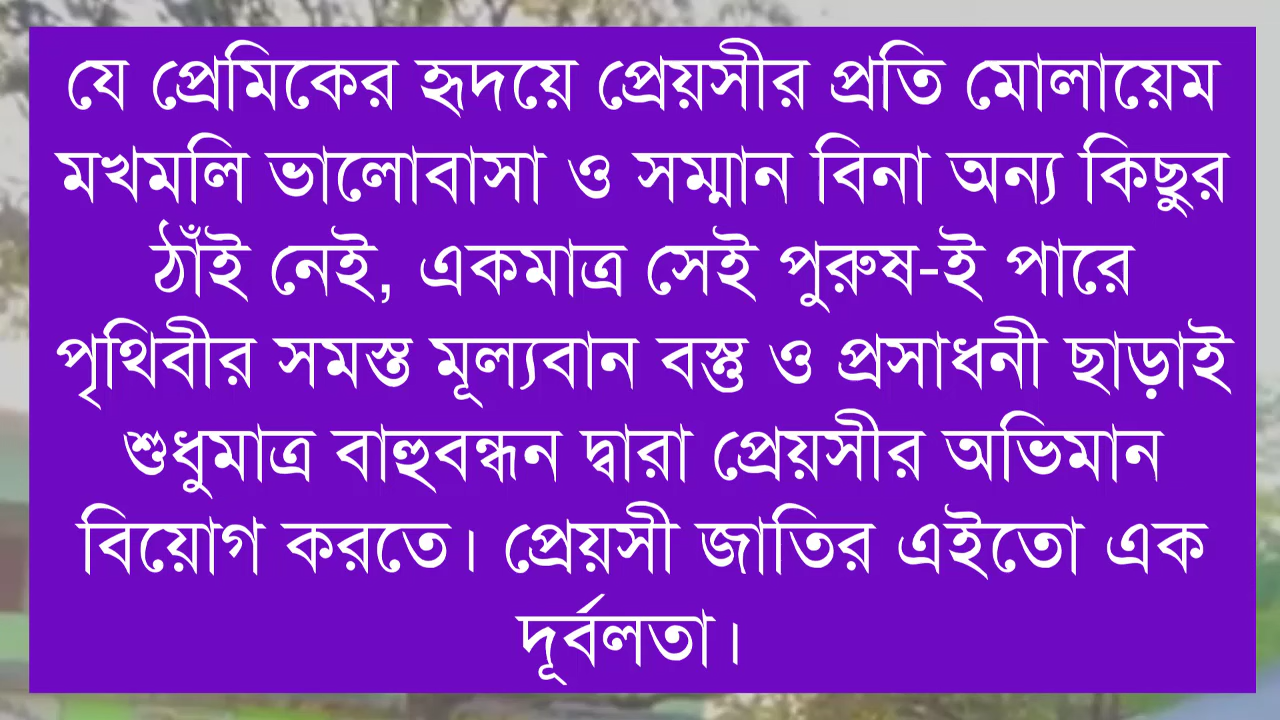 যে প্রেমিকের হৃদয়ে প্রেয়সীর প্রতি মোলায়েম
মখমলি ভালোবাসা ও সম্মান বিনা অন্য কিছুর
ঠাঁই নেই, একমাত্র সেই পুরুষ-ই পারে
পৃথিবীর সমস্ত মূল্যবান বস্তু ও প্রসাধনী ছাড়াই
শুধুমাত্র বাহুবন্ধন দ্বারা প্রেয়সীর অভিমান
বিয়োগ করতে। প্রেয়সী জাতির এইতো এক
দূর্বলতা।